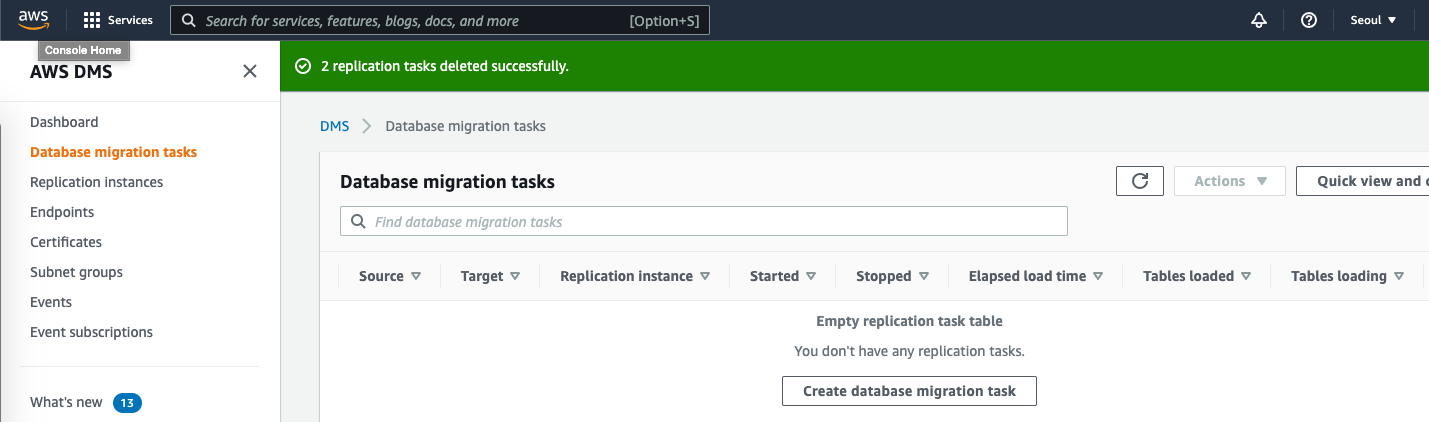 aws Services Search for services, features, blogs, docs, and more [Option+S] Seoul
Console Home
AWS DMS
2 replication tasks deleted successfully.
Dashboard
Database migration tasks
Replication instances
Endpoints
Certificates
Subnet groups
Events
Event subscriptions
What's new 13
DMS Database migration tasks
Database migration tasks Actions Quick view and
Find database migration tasks
Source Target Replication instance Started Stopped Elapsed load time Tables loaded Tables loading
Empty replication task table
You don't have any replication tasks.
Create database migration task